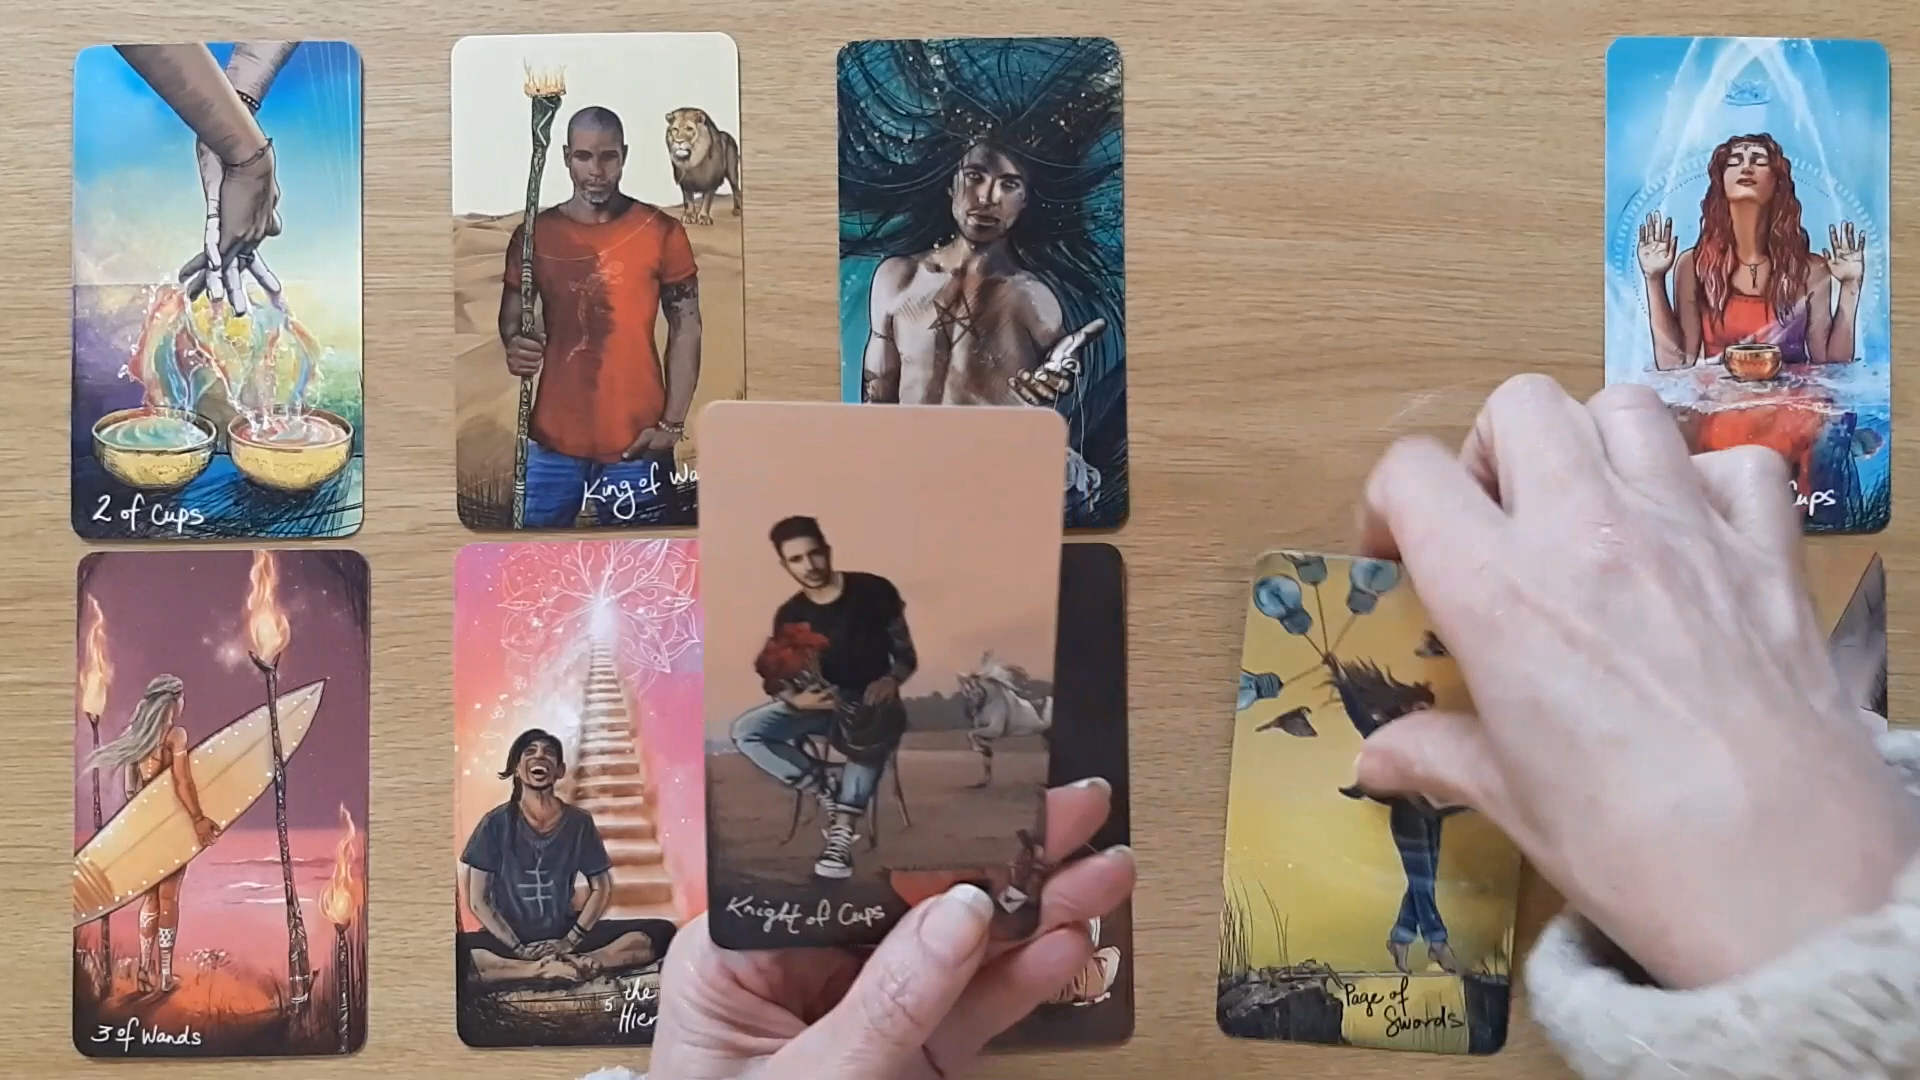 2 of Cups
King of Wa
Cups
3 of Wands
5 the
Hier
Knight of Cups
Page of
Swords